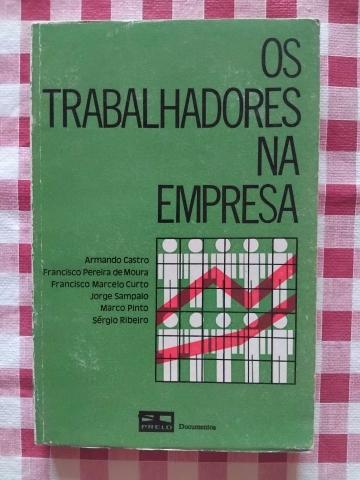 OS
TRABALHADORES
NA
EMPRESA
Armando Castro
Francisco Pereira de Moura
Francisco Marcelo Curto
Jorge Sampaio
Marco Pinto
Sérgio Ribeiro
PRELO Documentos